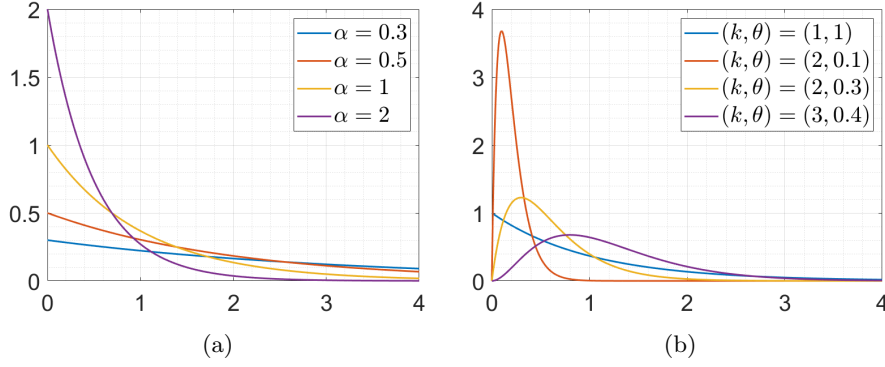 2
1.5
1
0.5
0
0 1 2 3 4
α = 0.3
α = 0.5
α = 1
α = 2
(a)
4
3
2
1
0
0 1 2 3 4
(k, θ) = (1, 1)
(k, θ) = (2, 0.1)
(k, θ) = (2, 0.3)
(k, θ) = (3, 0.4)
(b)